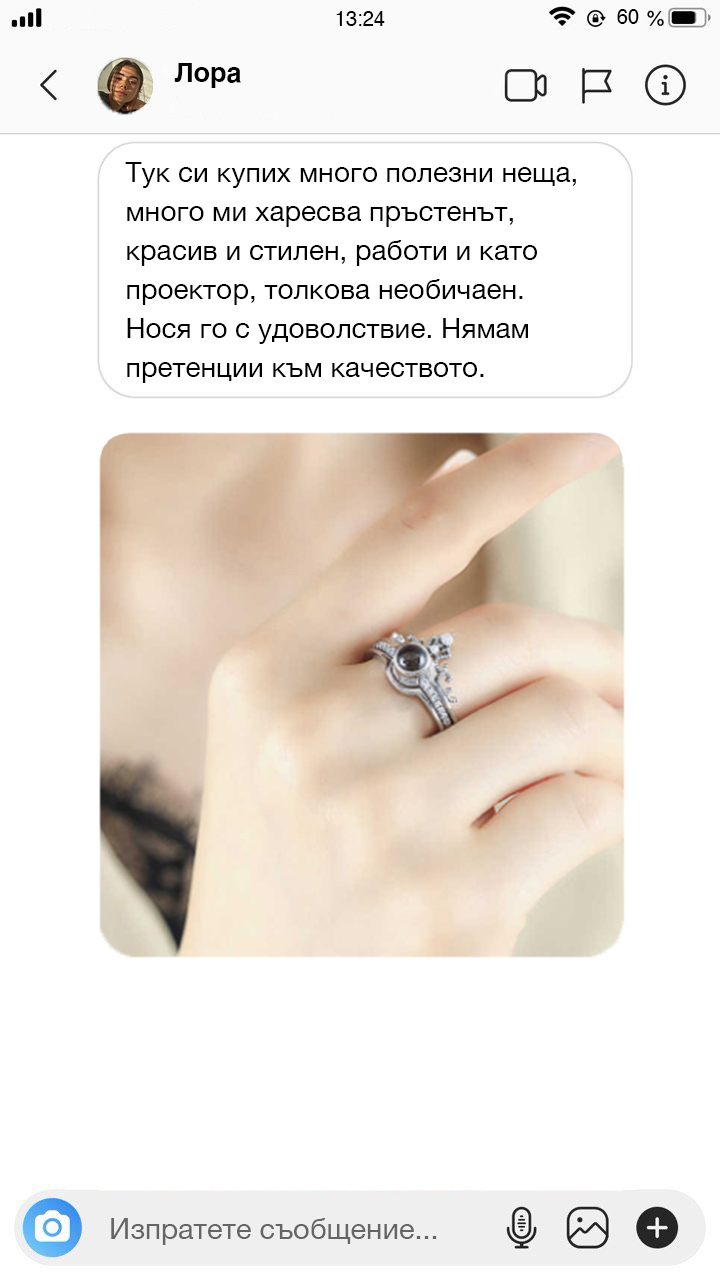 13:24
60 %
Лора
Тук си купих много полезни неща,
много ми харесва пръстенът,
красив и стилен, работи и като
проектор, толкова необичаен.
Нося го с удоволствие. Нямам
претенции към качеството.
Изпратете съобщение...